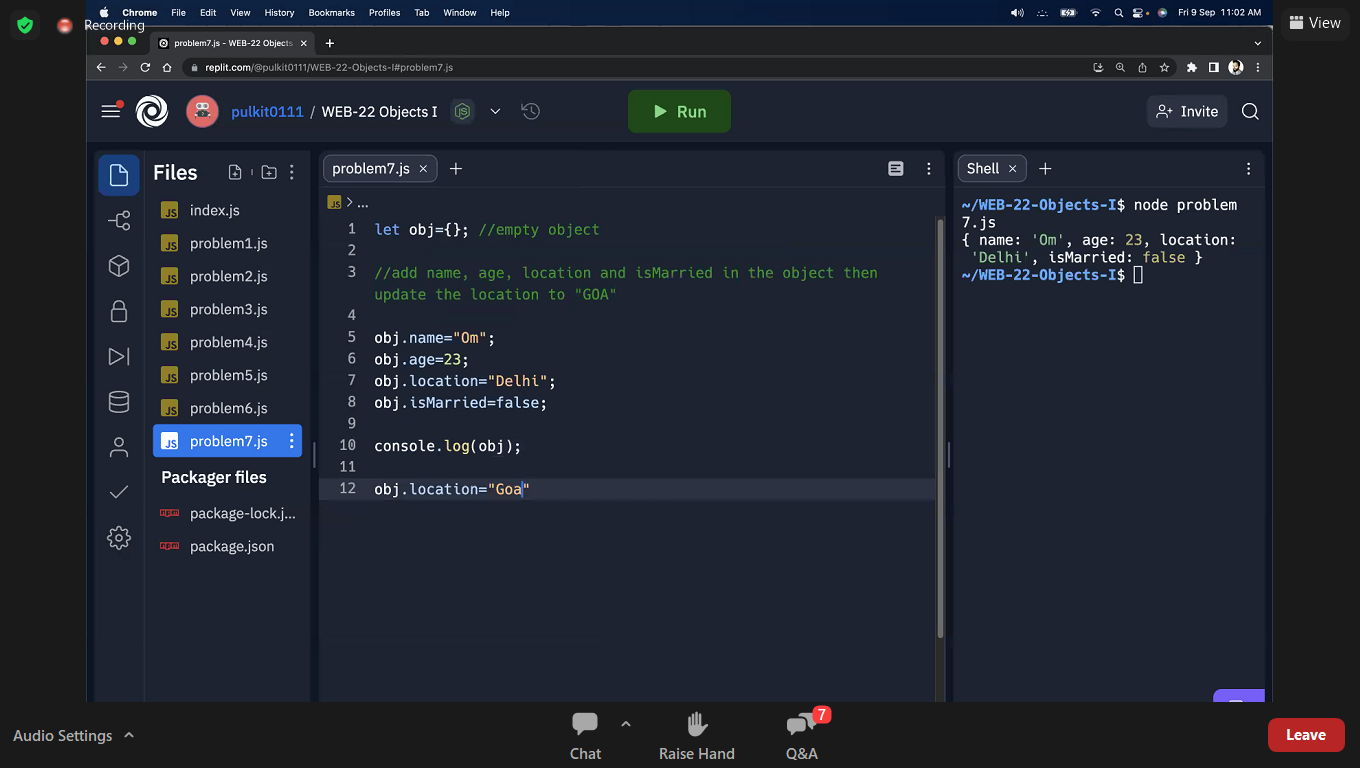 Chrome File Edit View History Bookmarks Profiles Tab Window Help Fri 9 Sep 11:02 AM
Recording
View
problem7.js - WEB-22 Objects
replit.com/@pulkit0111/WEB-22-Objects-I#problem7.js
pulkit0111 / WEB-22 Objects I
Run
Invite
Files
index.js
problem1.js
problem2.js
problem3.js
problem4.js
problem5.js
problem6.js
problem7.js
Packager files
package-lock.j...
package.json
problem7.js
JS > ...
1 let obj={}; //empty object
2
3 //add name, age, location and isMarried in the object then
update the location to "GOA"
4
5 obj.name="Om";
6 obj.age=23;
7 obj.location="Delhi";
8 obj.isMarried=false;
9
10 console.log(obj);
11
12 obj.location="Goa"
Shell
~/WEB-22-Objects-I$ node problem
7.js
{ name: 'Om', age: 23, location:
'Delhi', isMarried: false }
~/WEB-22-Objects-I$
Audio Settings
Chat
Raise Hand
7
Q&A
Leave